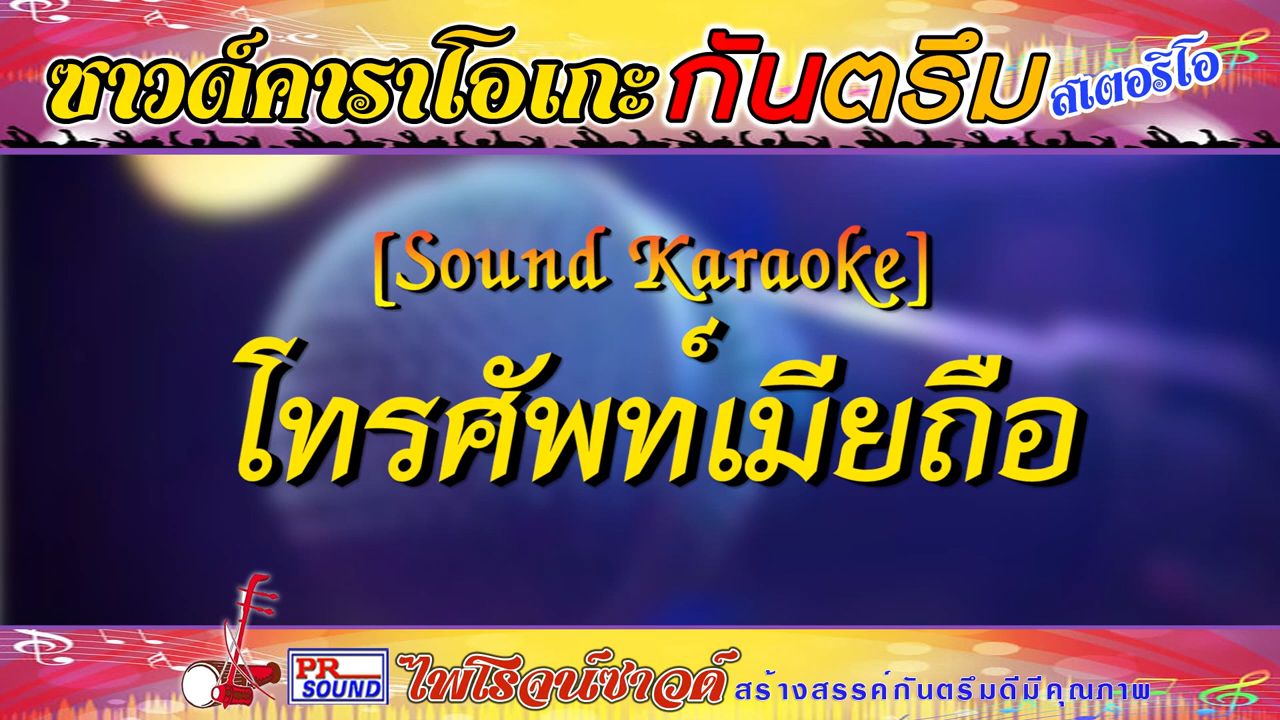 ซาวด์คาราโอเกะ กันตรึม สเตอริโอ
[Sound Karaoke]
โทรศัพท์เมียถือ
PR SOUND ไพโรจน์ซาวด์ สร้างสรรค์กันตรึมดีมีคุณภาพ